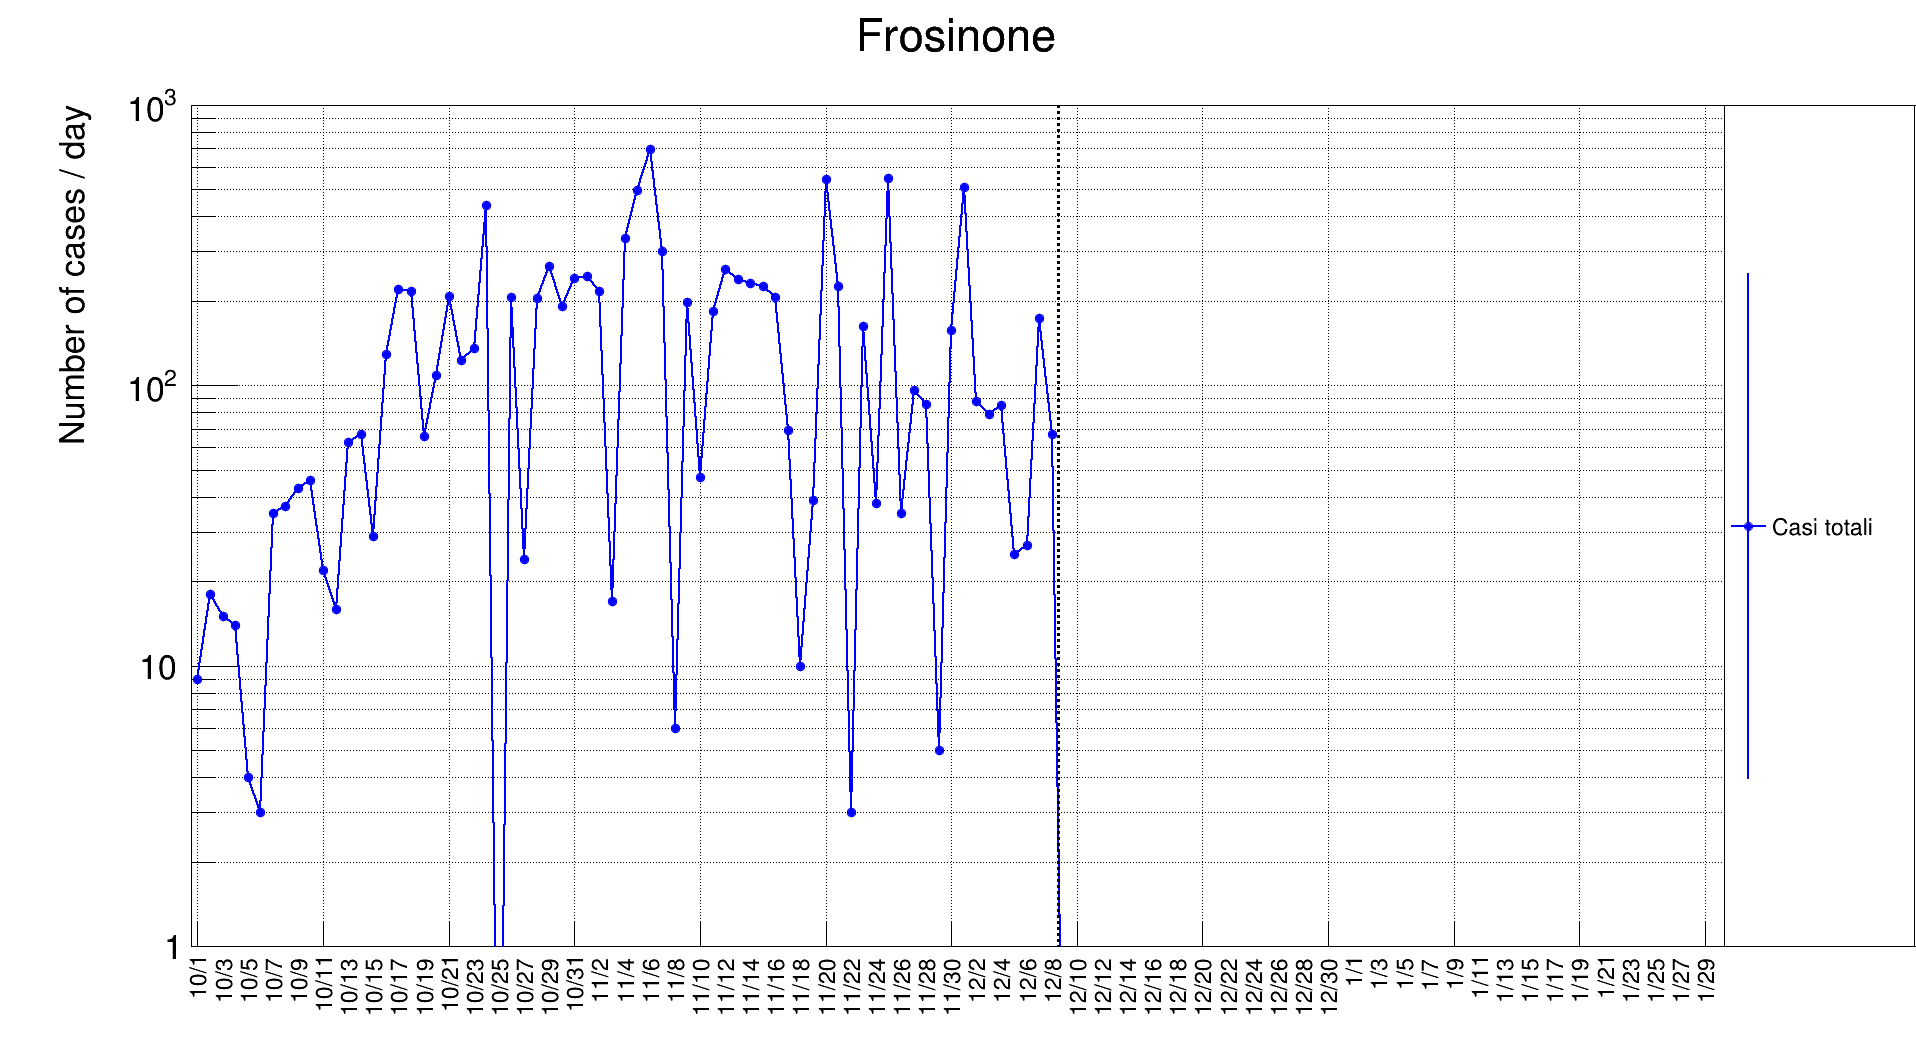 Frosinone
Number of cases / day
10³
10²
10
1
10/1 10/3 10/5 10/7 10/9 10/11 10/13 10/15 10/17 10/19 10/21 10/23 10/25 10/27 10/29 10/31 11/2 11/4 11/6 11/8 11/10 11/12 11/14 11/16 11/18 11/20 11/22 11/24 11/26 11/28 11/30 12/2 12/4 12/6 12/8 12/10 12/12 12/14 12/16 12/18 12/20 12/22 12/24 12/26 12/28 12/30 1/1 1/3 1/5 1/7 1/9 1/11 1/13 1/15 1/17 1/19 1/21 1/23 1/25 1/27 1/29
Casi totali